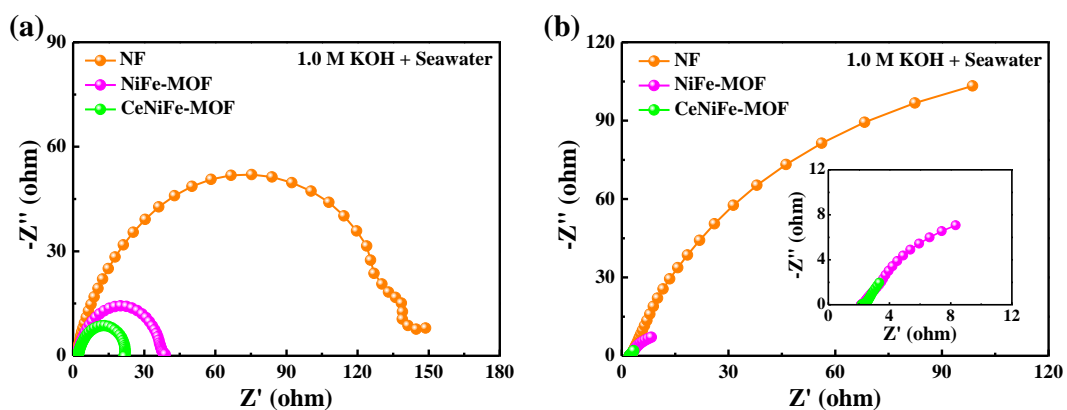 (a)
90
60
30
0
-Z'' (ohm)
NF
NiFe-MOF
CeNiFe-MOF
1.0 M KOH + Seawater
0 30 60 90 120 150 180
Z' (ohm)
(b)
120
90
60
30
0
-Z'' (ohm)
NF
NiFe-MOF
CeNiFe-MOF
1.0 M KOH + Seawater
12
8
4
0
-Z'' (ohm)
0 4 8 12
Z' (ohm)
0 30 60 90 120
Z' (ohm)